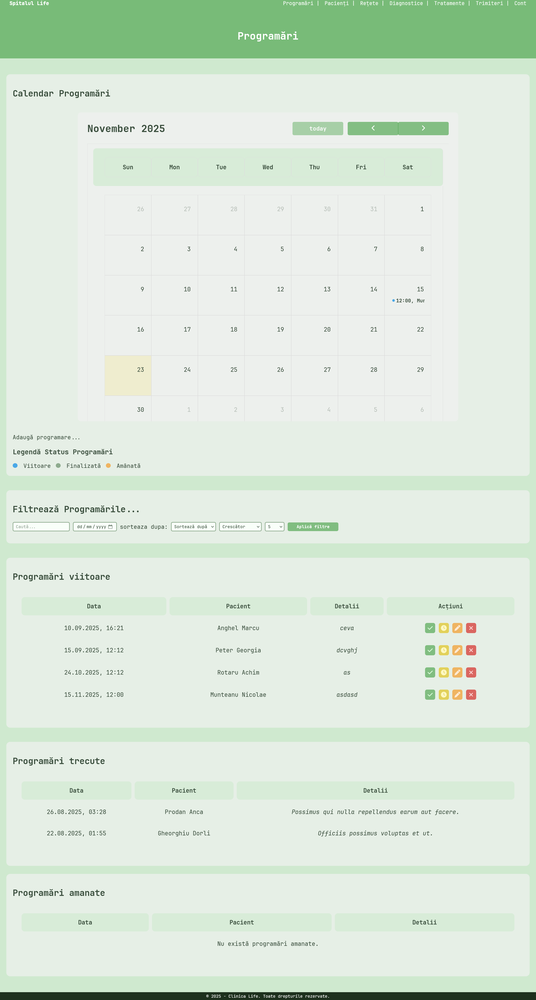 Spitalul Life
Programări | Pacienți | Rețete | Diagnostice | Tratamente | Trimiteri | Cont
Programări
Calendar Programări
November 2025
today
Sun Mon Tue Wed Thu Fri Sat
26 27 28 29 30 31 1
2 3 4 5 6 7 8
9 10 11 12 13 14 15
12:00, Mur
16 17 18 19 20 21 22
23 24 25 26 27 28 29
30 1 2 3 4 5 6
Adaugă programare...
Legendă Status Programări
Viitoare Finalizată Amânată
Filtrează Programările...
Caută... dd/mm/yyyy sorteaza dupa: Sortează după Crescător 5 Aplică filtre
Programări viitoare
Data Pacient Detalii Acțiuni
10.09.2025, 16:21 Anghel Marcu ceva
15.09.2025, 12:12 Peter Georgia dcvghj
24.10.2025, 12:12 Rotaru Achim as
15.11.2025, 12:00 Munteanu Nicolae asdasd
Programări trecute
Data Pacient Detalii
26.08.2025, 03:28 Prodan Anca Possimus qui nulla repellendus earum aut facere.
22.08.2025, 01:55 Gheorghiu Dorli Officiis possimus voluptas et ut.
Programări amanate
Data Pacient Detalii
Nu există programări amanate.
© 2025 - Clinica Life. Toate drepturile rezervate.